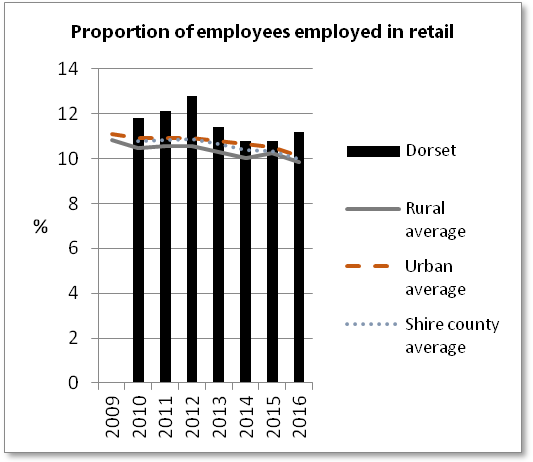 Proportion of employees employed in retail
14
12
10
8
6
4
2
0
%
2009
2010
2011
2012
2013
2014
2015
2016
Dorset
Rural
average
Urban
average
Shire county
average